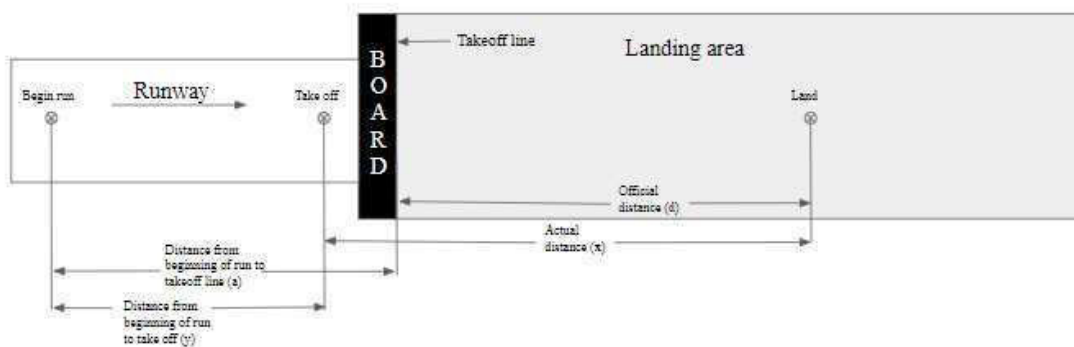 Takeoff line
Landing area
BOARD
Begin run
Runway
Take off
Land
Official
distance (d)
Actual
distance (x)
Distance from
beginning of run to
takeoff line (a)
Distance from
beginning of run
to take off (y)